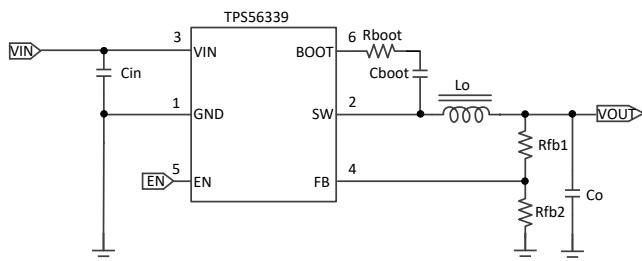 TPS56339
VIN
3
VIN
BOOT
6
Rboot
Cboot
Cin
Lo
1
GND
SW
2
VOUT
Rfb1
EN
5
EN
FB
4
Rfb2
Co